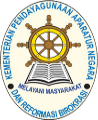 KEMENTERIAN PENDAYAGUNAAN APARATUR NEGARA
MELAYANI MASYARAKAT
DAN REFORMASI BIROKRASI